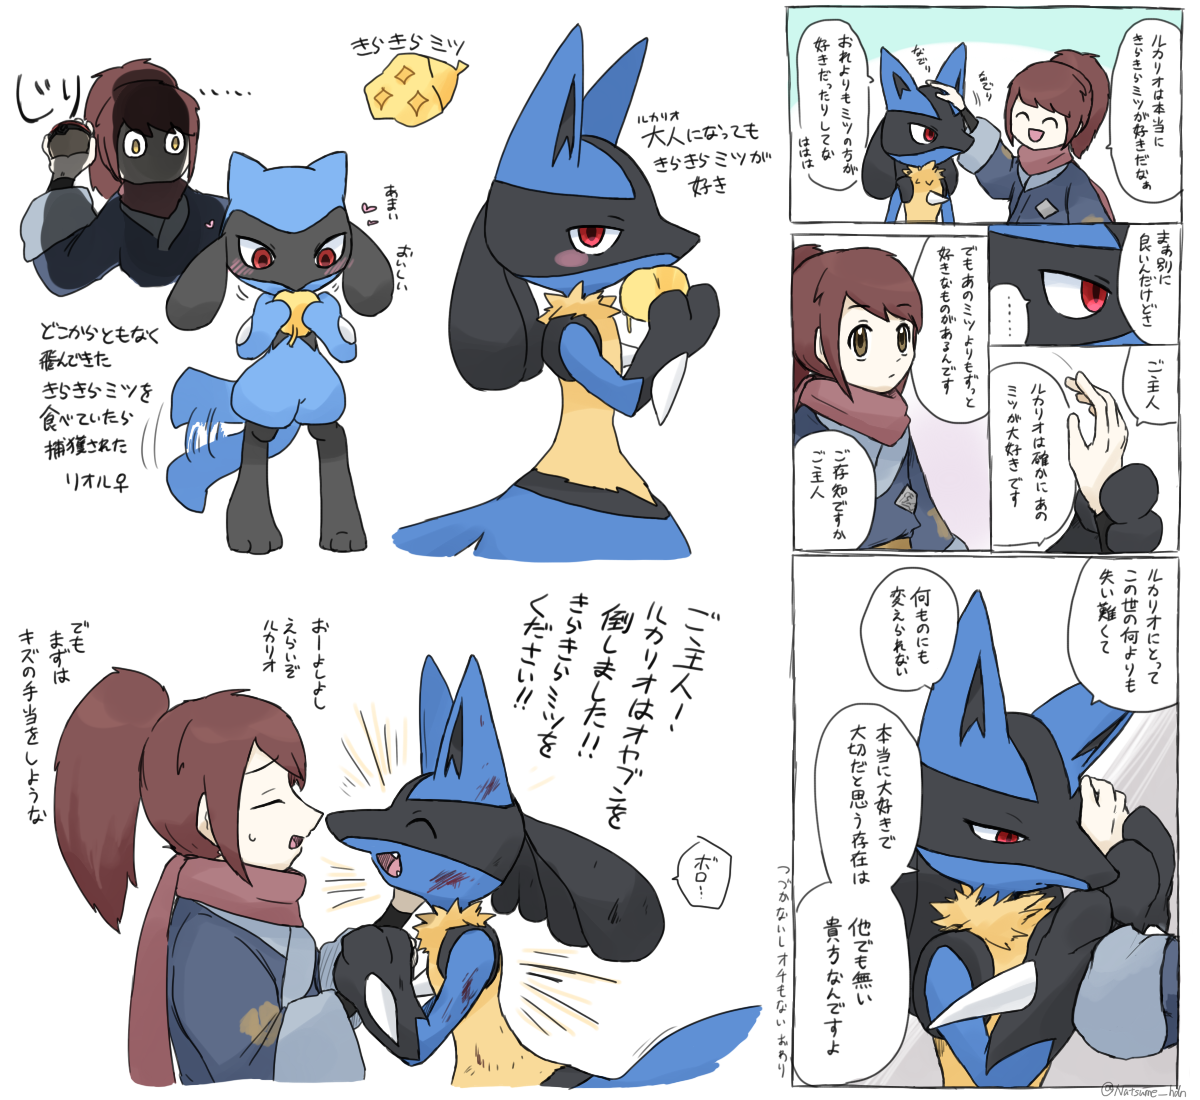 じり
……
きらきらミツ
あまい
おいしい
どこからともなく
飛んできた
きらきらミツを
食べていたら
捕獲された
リオル♀
ルカリオ
大人になっても
きらきらミツが
好き
ご主人〜、
ルカリオはオヤブンを
倒しました!!
きらきらミツを
ください!!
おーよしよし
えらいぞ
ルカリオ
でも
まずは
キズの手当をしような
ボロ…
ルカリオは本当に
きらきらミツが好きだなぁ
なでり
なでり
おれよりもミツの方が
好きだったりしてな
ははは
まぁ別に
良いんだけどさ
……
ご主人
ルカリオは確かにあの
ミツが大好きです
でもあのミツよりもずっと
好きなものがあるんです
ご存知ですか
ご主人
ルカリオにとって
この世の何よりも
失い難くて
何ものにも
変えられない
本当に大好きで
大切だと思う存在は
他でも無い
貴方なんですよ
つづかないしオチもない おわり
@Natsume_hdn